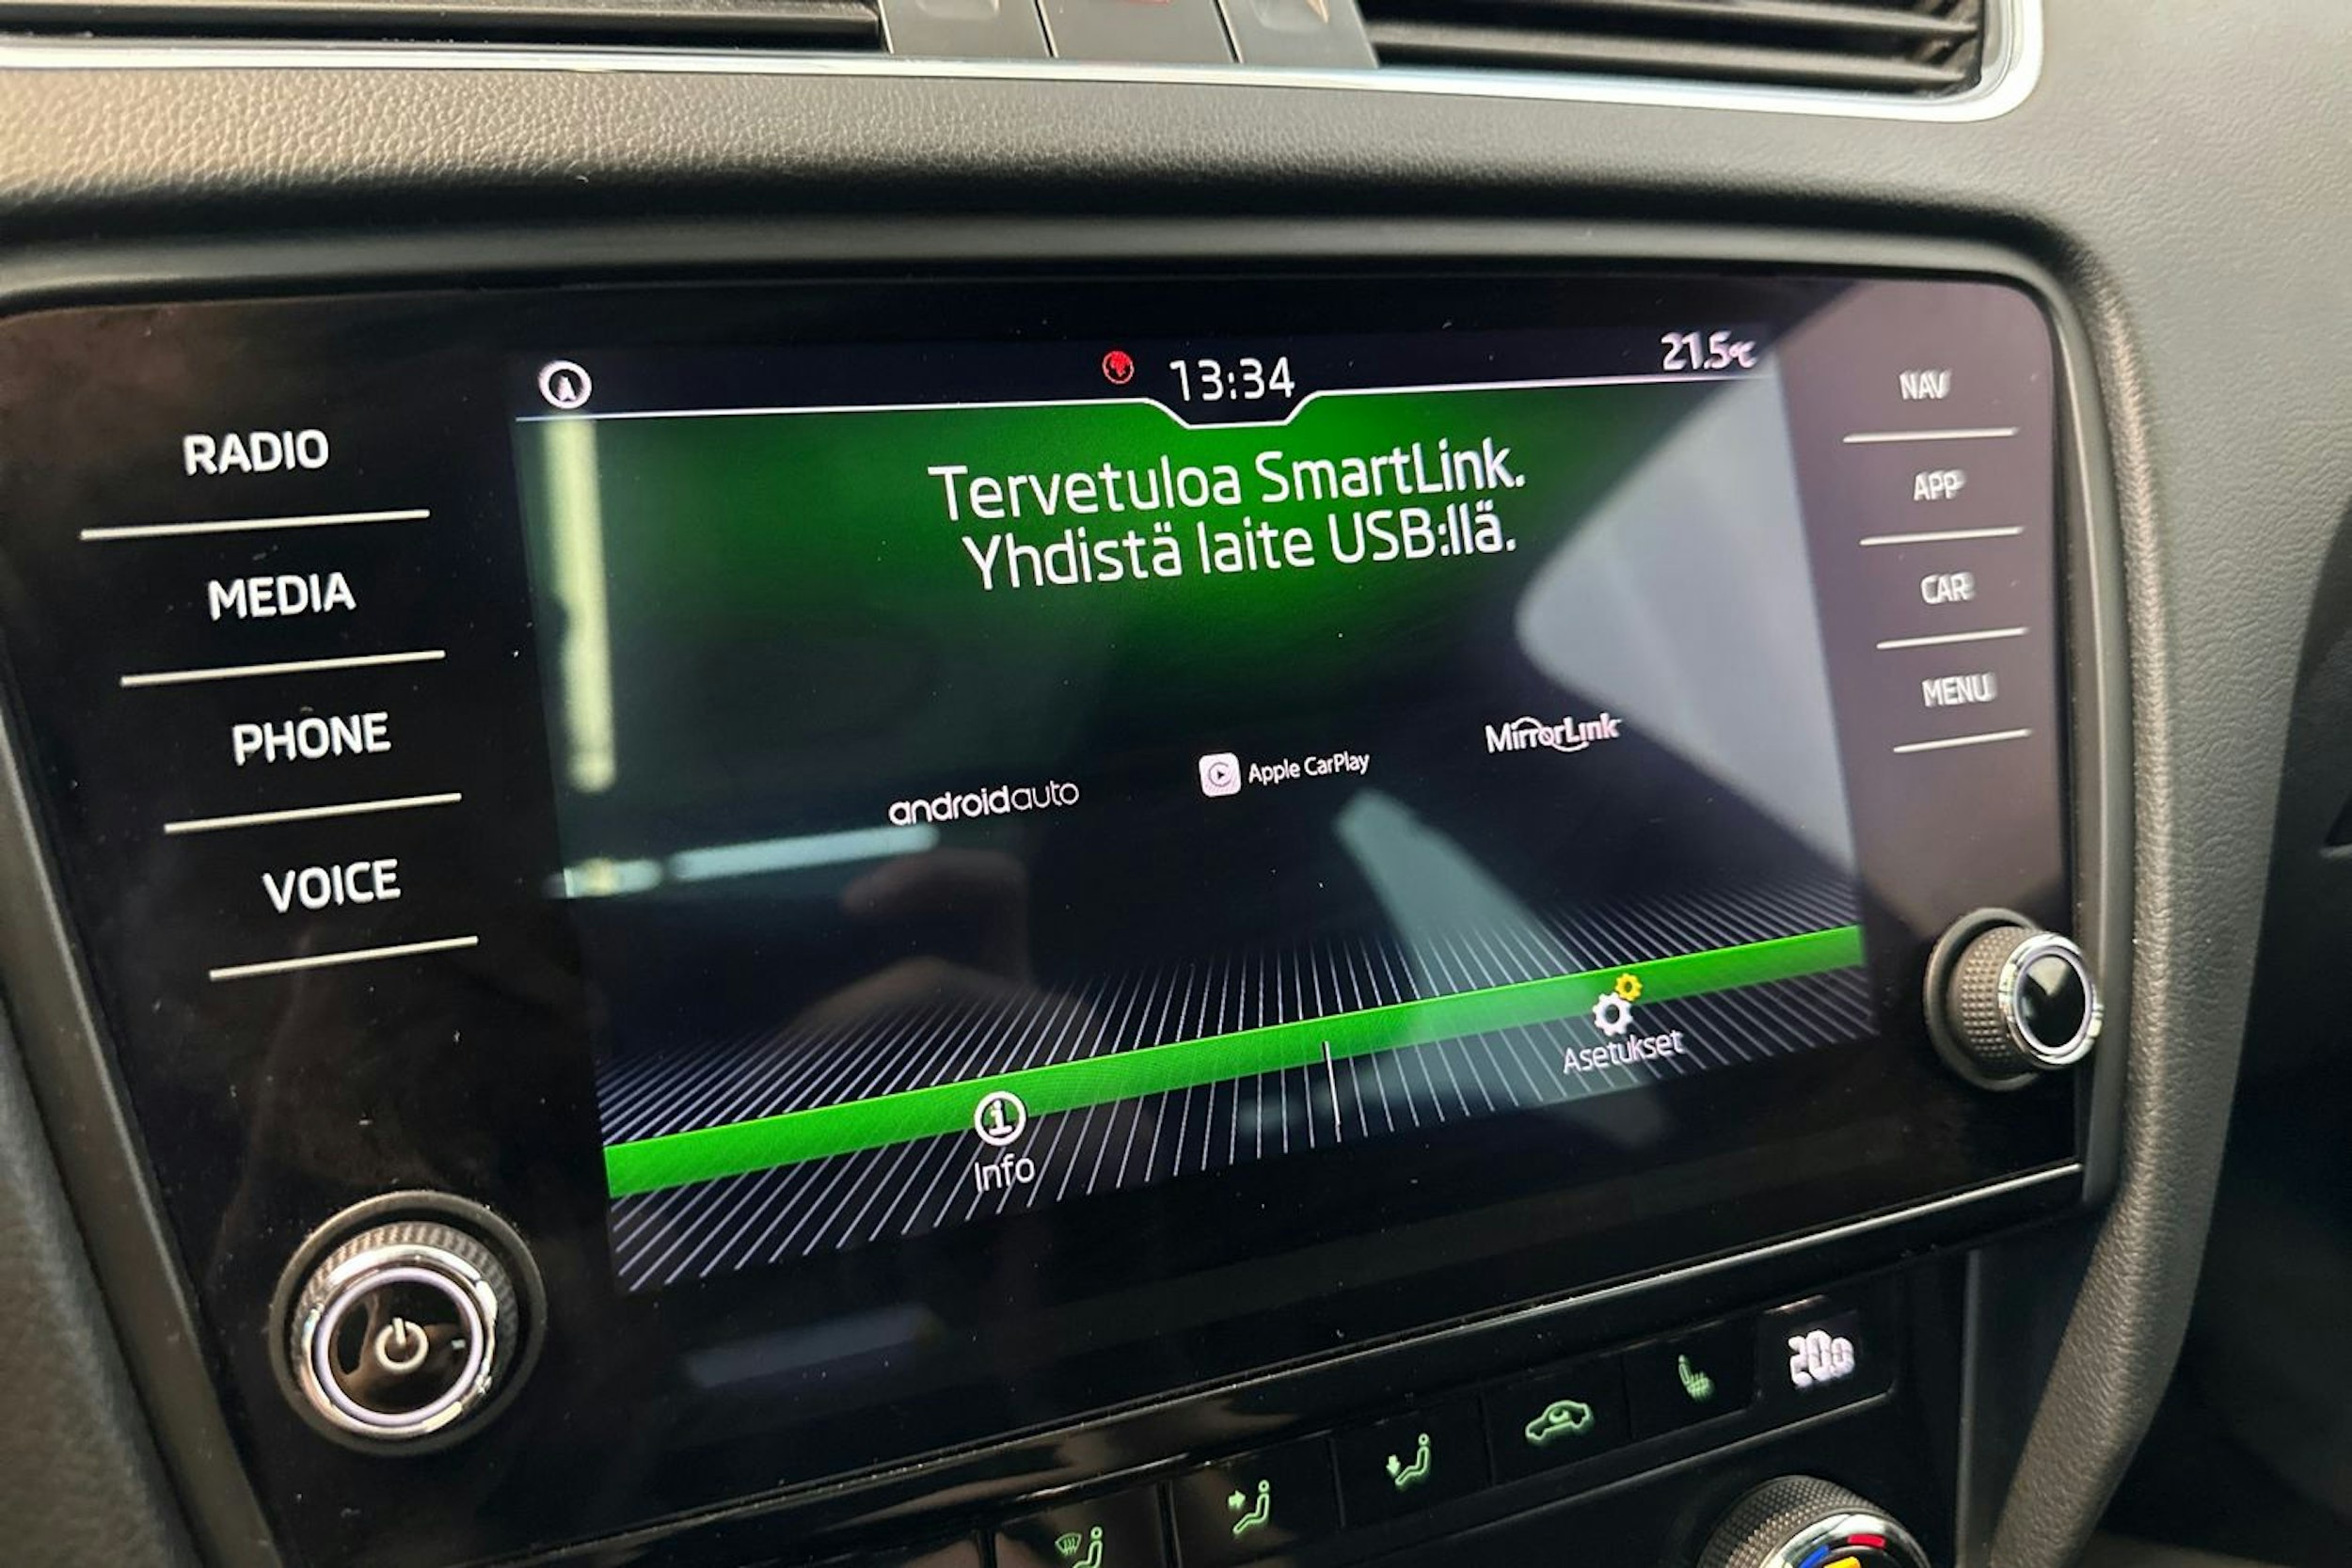 13:34
21.5°C
RADIO
MEDIA
PHONE
VOICE
Tervetuloa SmartLink.
Yhdistä laite USB:llä.
androidauto
Apple CarPlay
MirrorLink
Info
Asetukset
NAV
APP
CAR
MENU
20.0